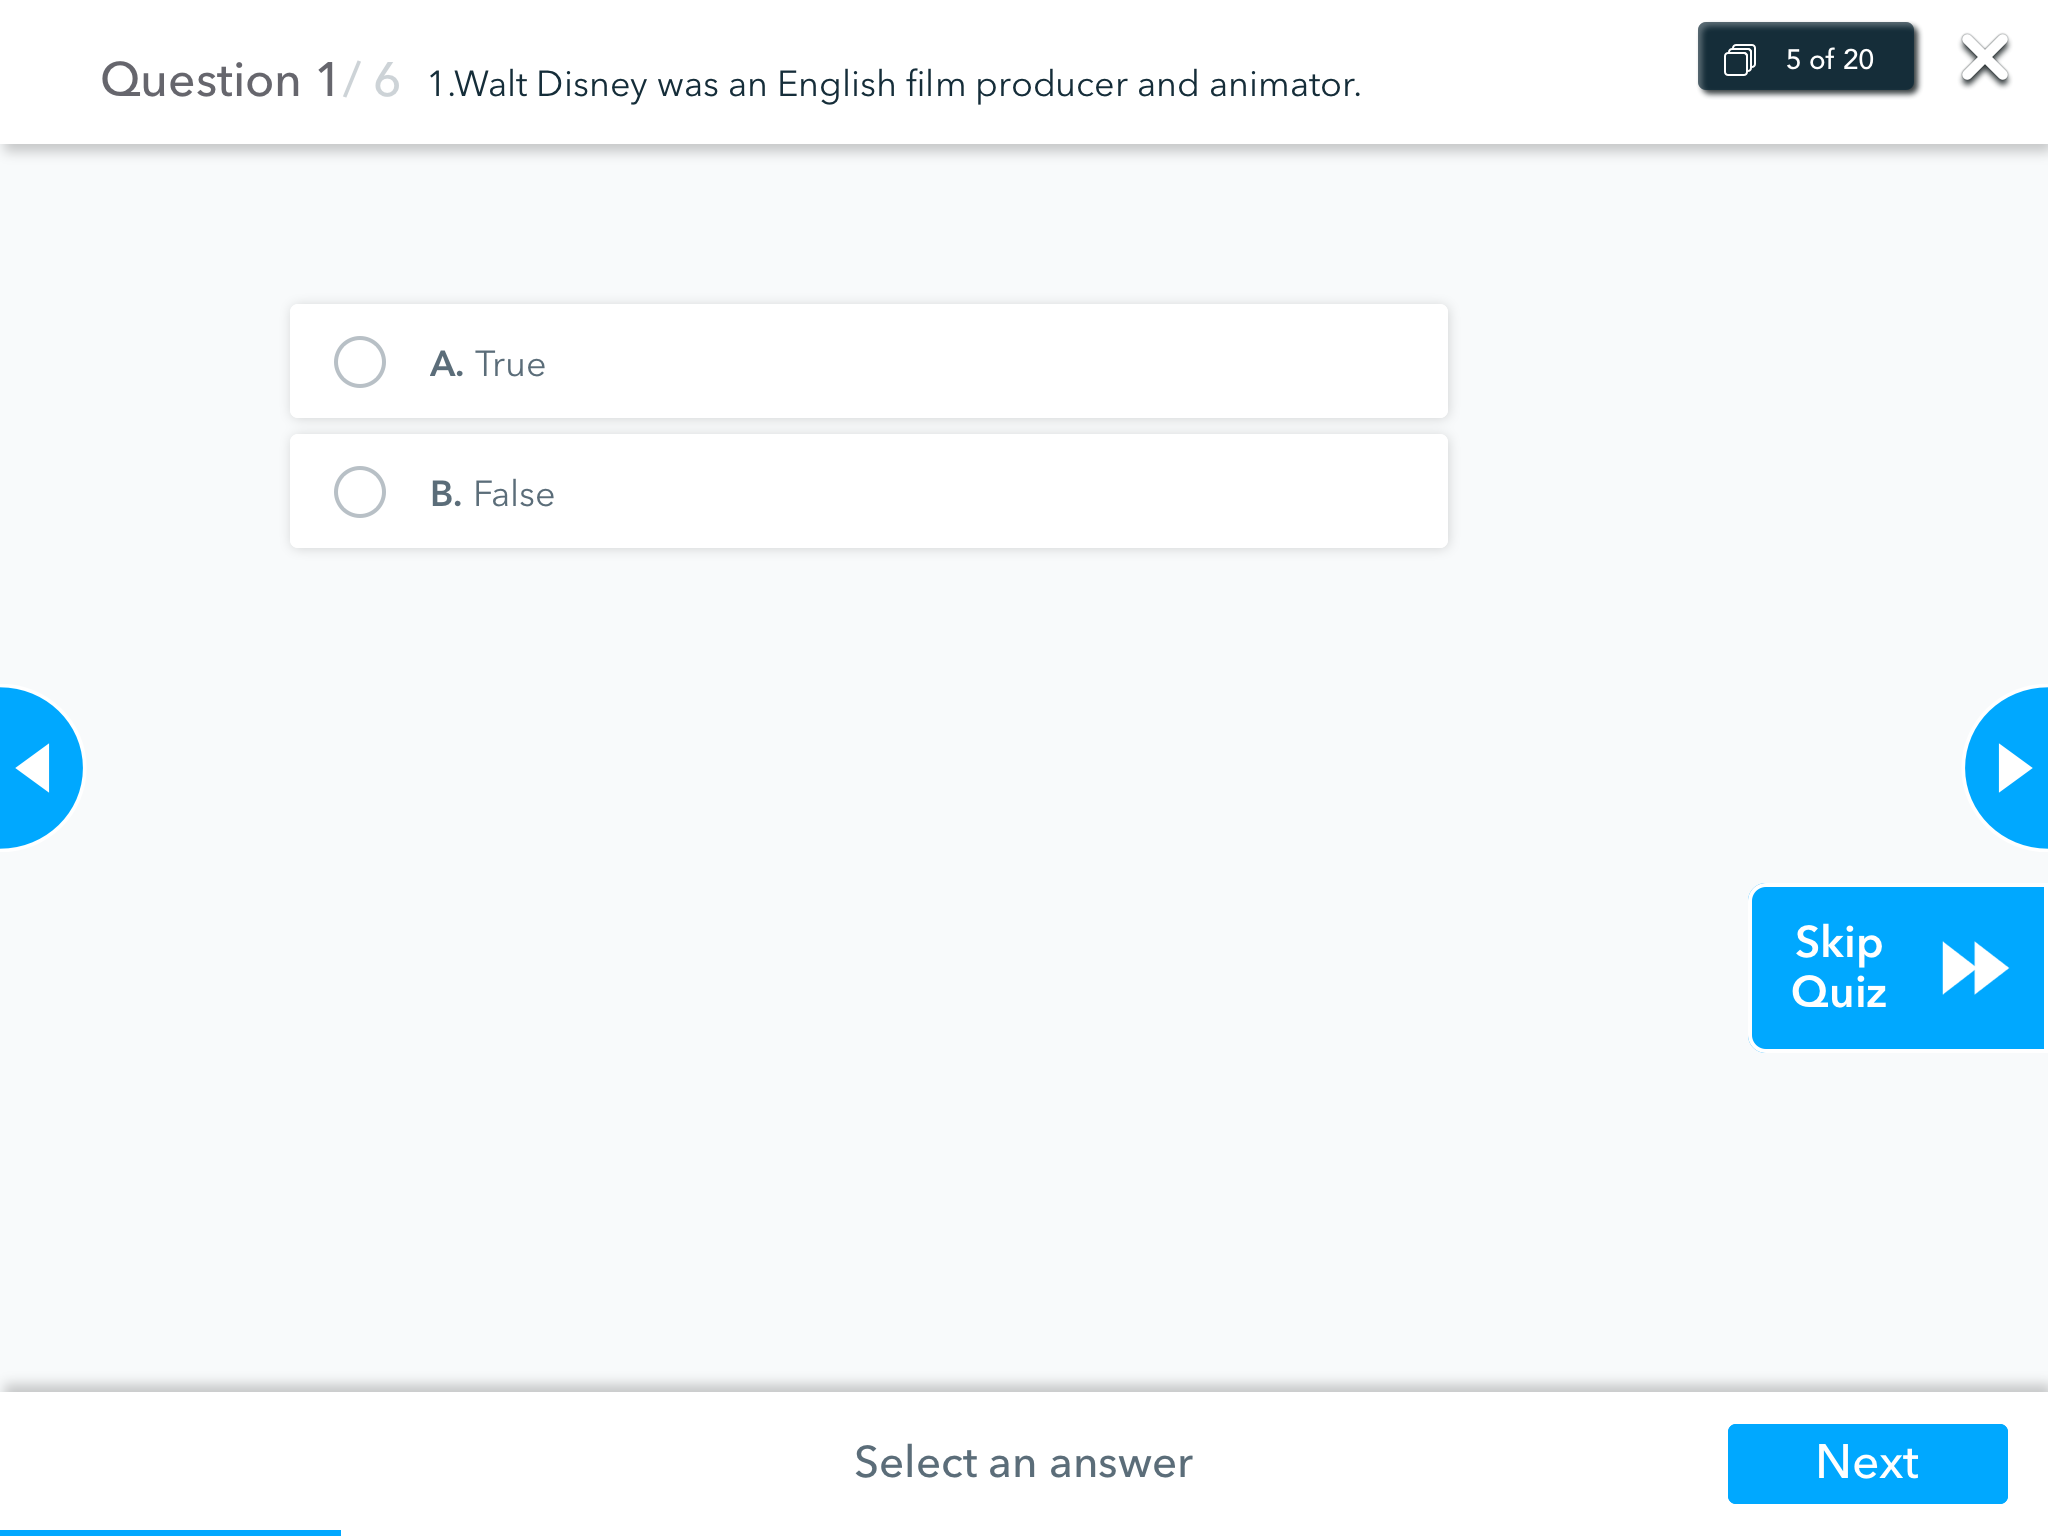 Question 1/ 6 1.Walt Disney was an English film producer and animator.
5 of 20
A. True
B. False
Skip
Quiz
Select an answer
Next